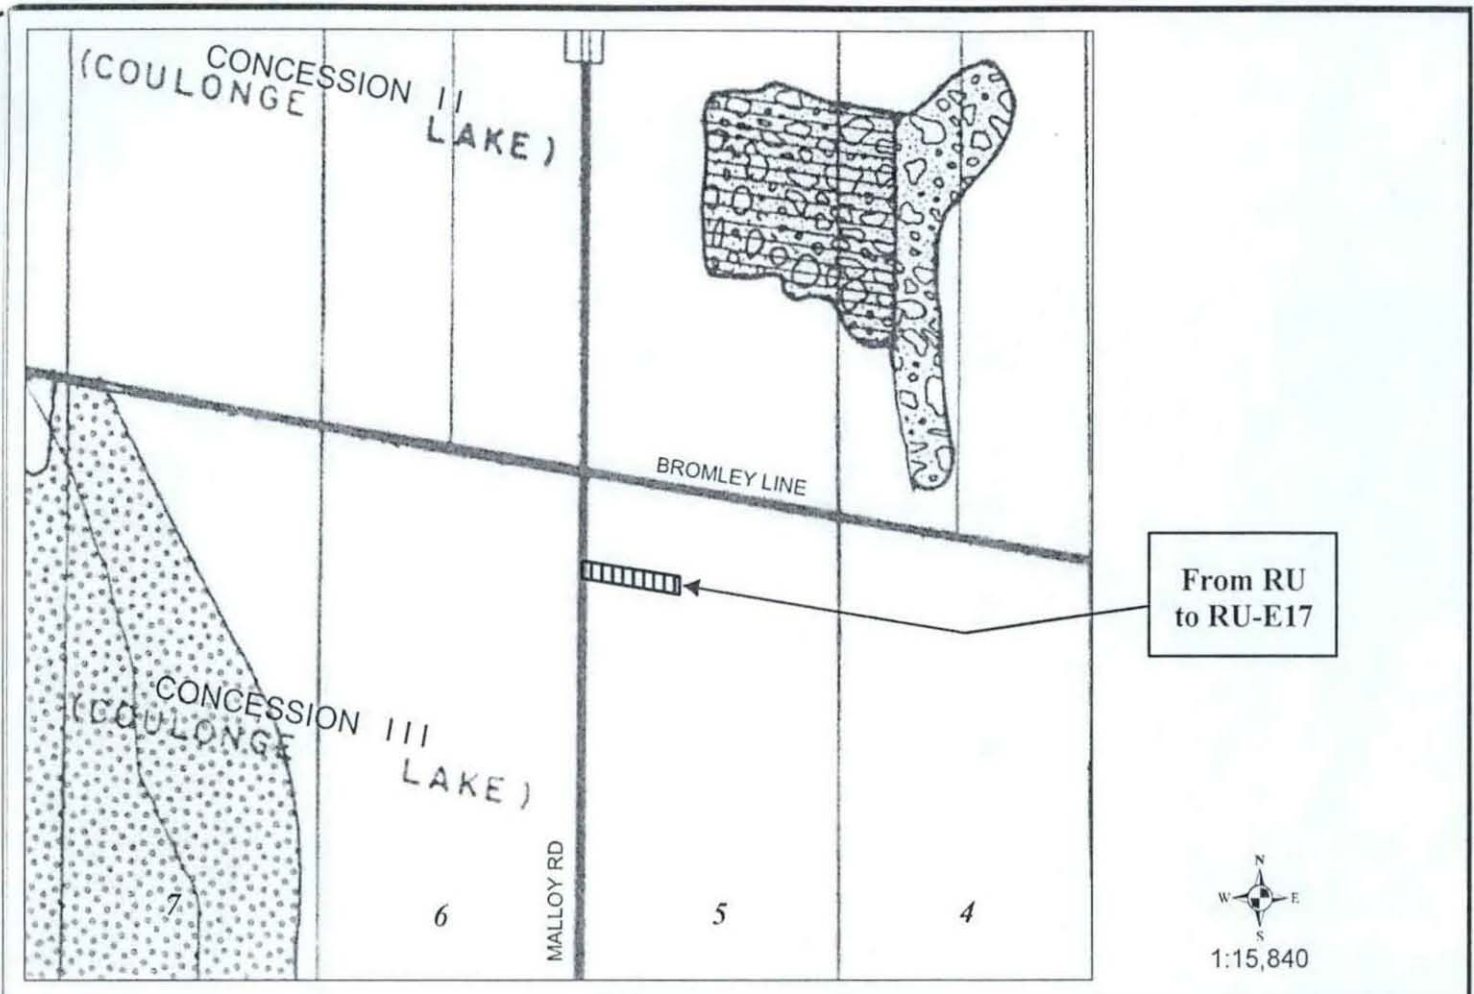 CONCESSION II
(COULONGE
LAKE)
BROMLEY LINE
From RU
to RU-E17
CONCESSION III
(COULONGE
LAKE)
MALLOY RD
7
6
5
4
N
W
E
S
1:15,840